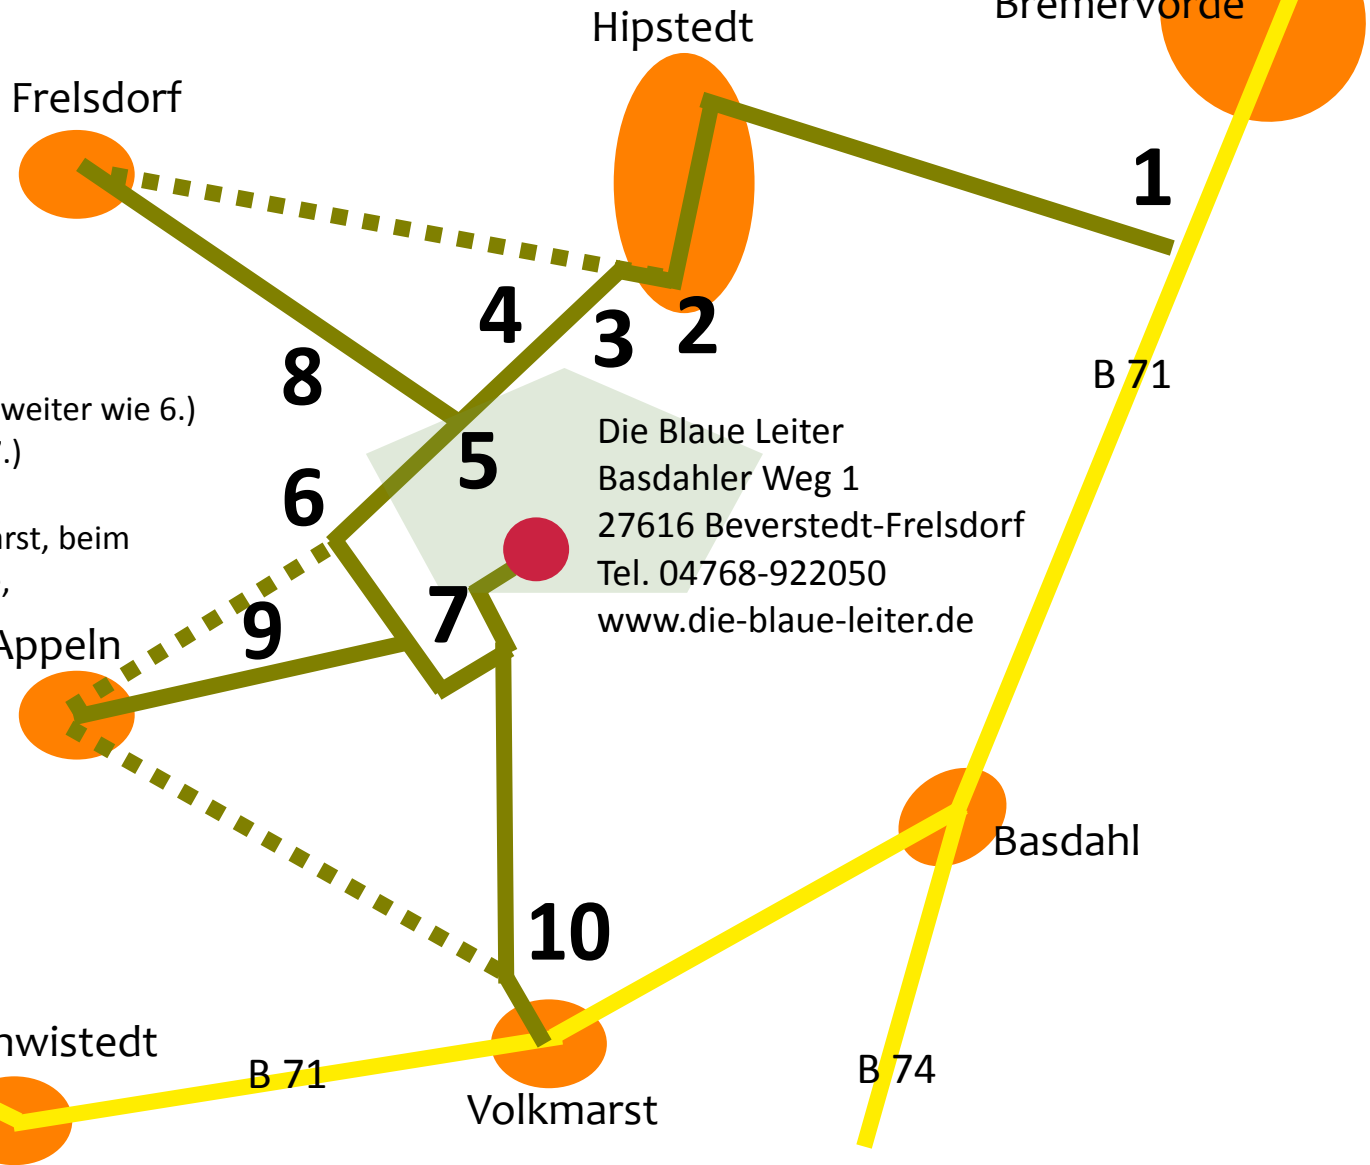 Bremervörde
Hipstedt
Frelsdorf
1
4
3
2
B 71
8
weiter wie 6.)
.)
Die Blaue Leiter
Basdahler Weg 1
27616 Beverstedt-Frelsdorf
Tel. 04768-922050
www.die-blaue-leiter.de
5
6
beim
7
9
Appeln
Basdahl
10
B 71
B 74
Volkmarst